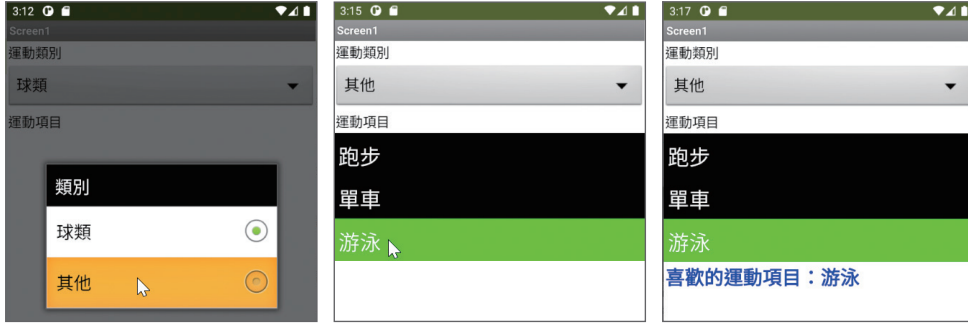 3:12
Screen1
運動類別
球類
運動項目
類別
球類
其他
3:15
Screen1
運動類別
其他
運動項目
跑步
單車
游泳
3:17
Screen1
運動類別
其他
運動項目
跑步
單車
游泳
喜歡的運動項目：游泳